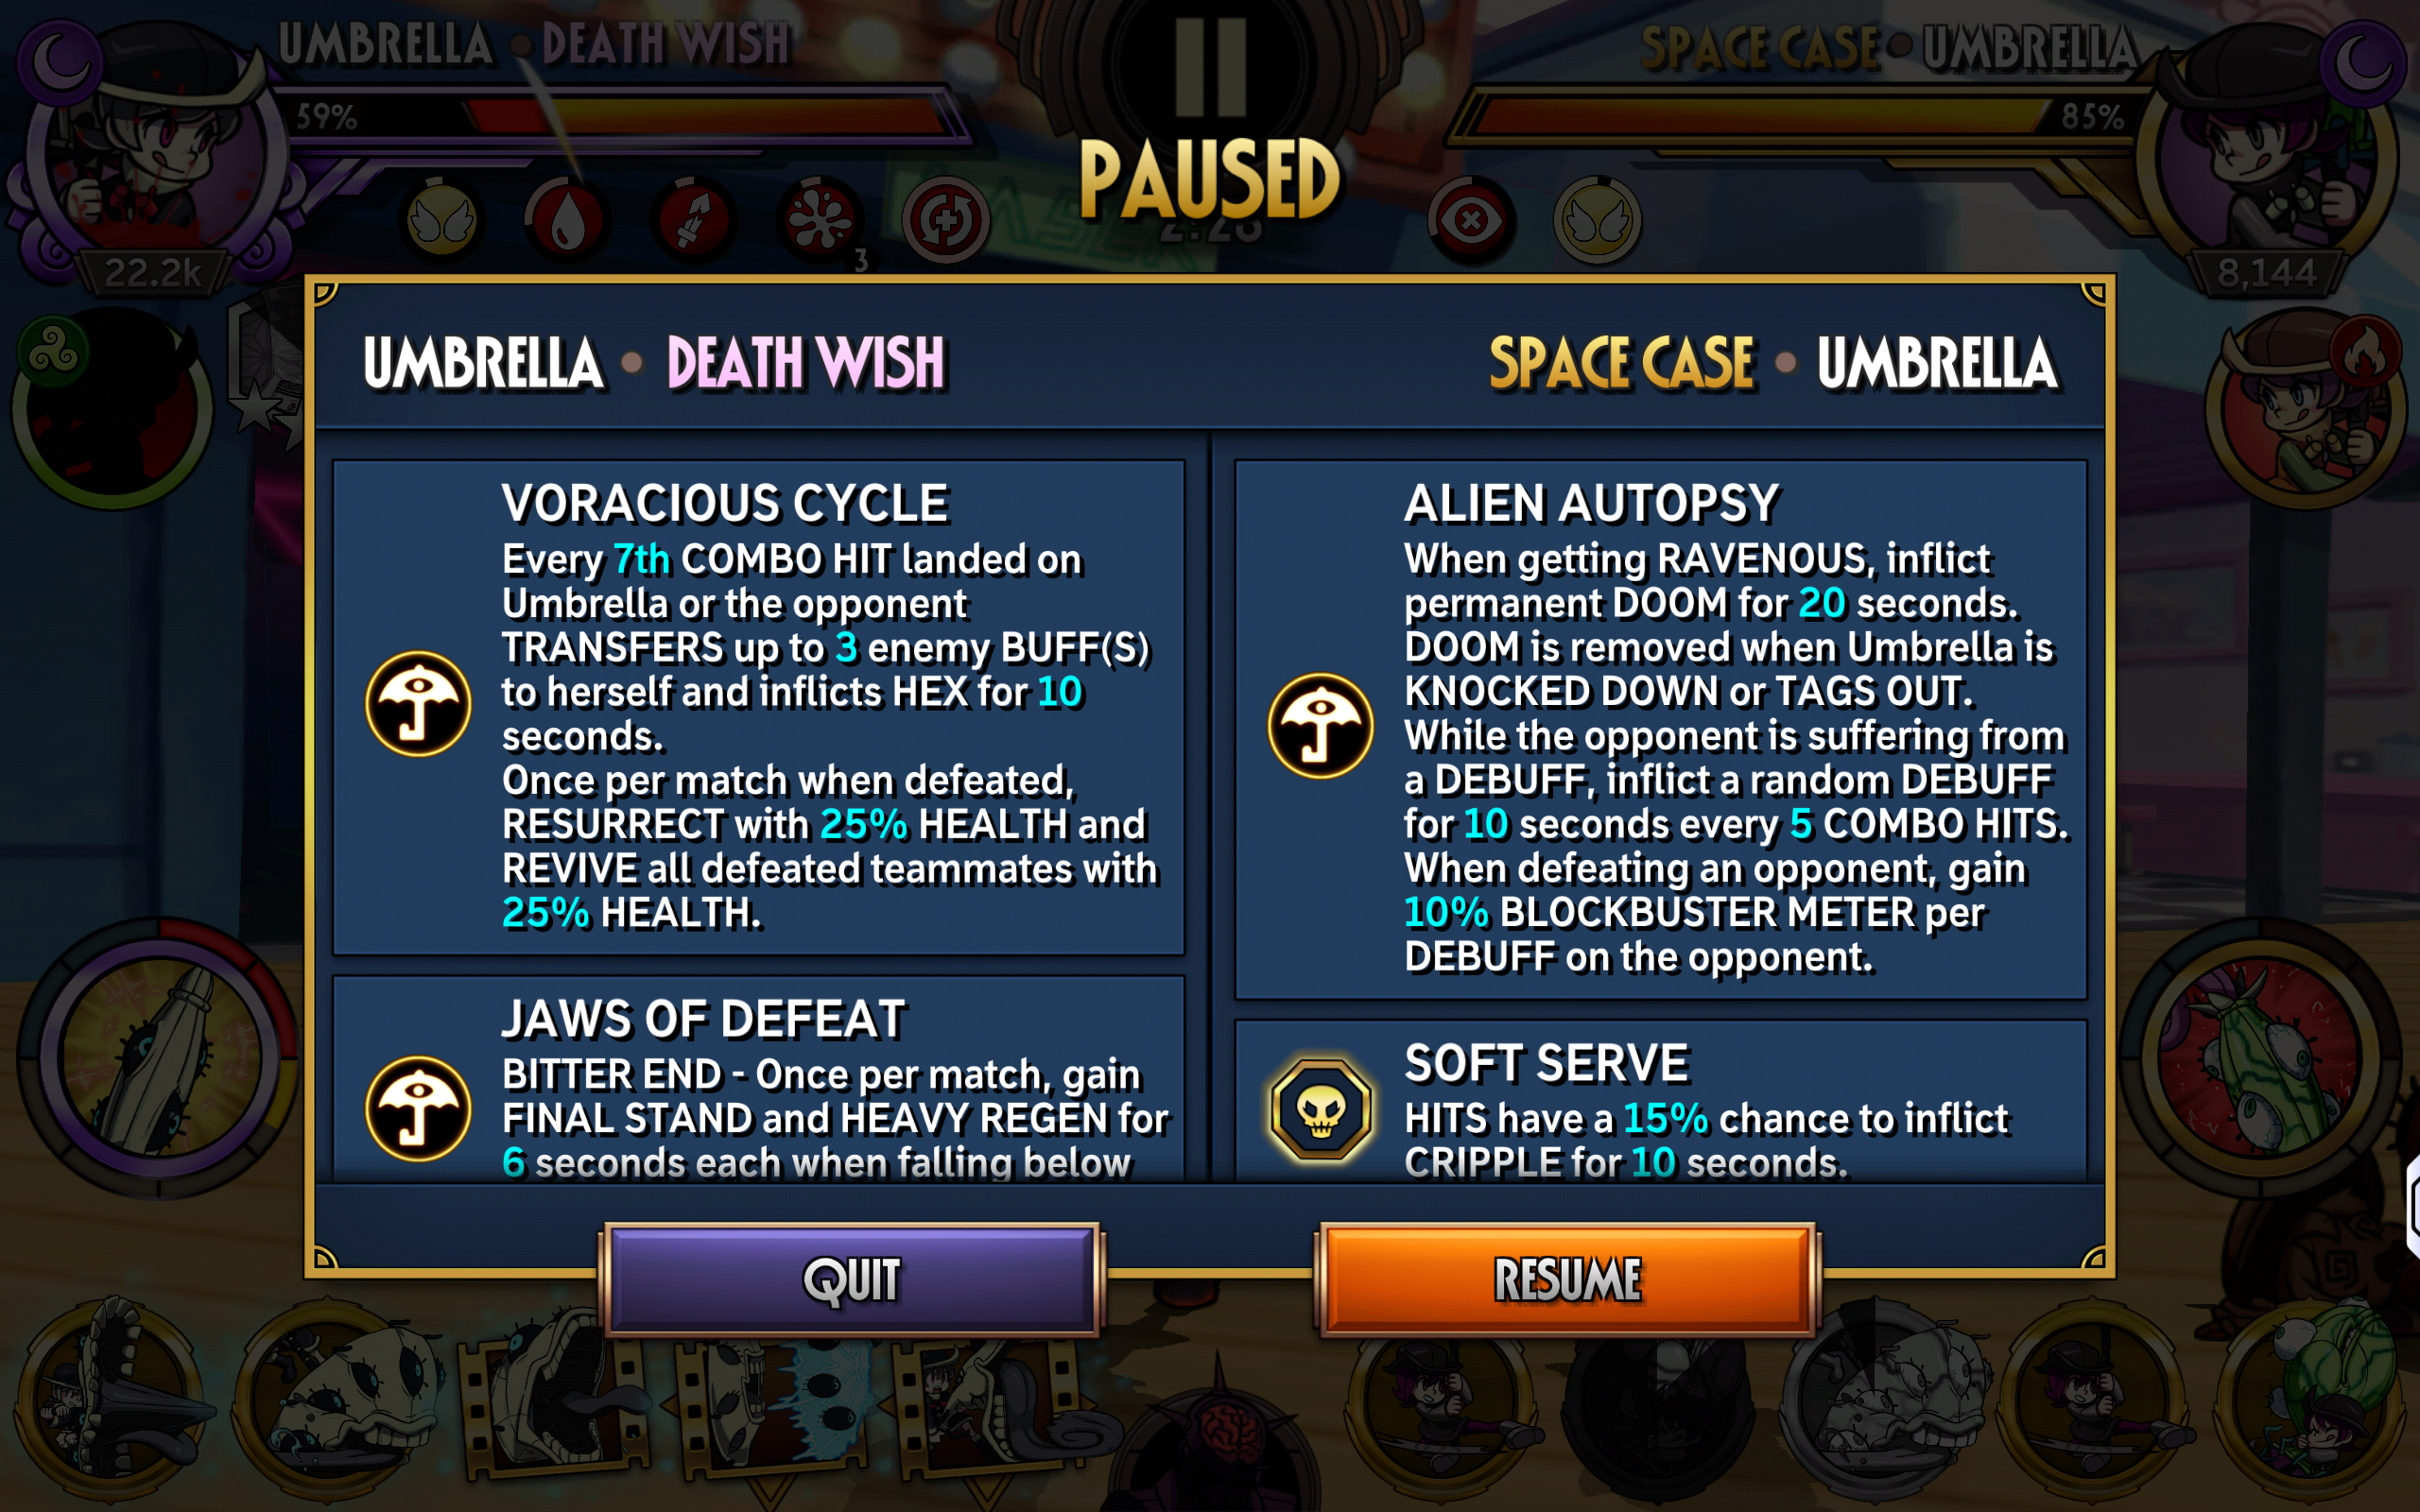 UMBRELLA • DEATH WISH
SPACE CASE • UMBRELLA
59%
85%
PAUSED
3
22.2k
8,144
UMBRELLA • DEATH WISH
SPACE CASE • UMBRELLA
VORACIOUS CYCLE
Every 7th COMBO HIT landed on
Umbrella or the opponent
TRANSFERS up to 3 enemy BUFF(S)
to herself and inflicts HEX for 10
seconds.
Once per match when defeated,
RESURRECT with 25% HEALTH and
REVIVE all defeated teammates with
25% HEALTH.
JAWS OF DEFEAT
BITTER END - Once per match, gain
FINAL STAND and HEAVY REGEN for
6 seconds each when falling below
ALIEN AUTOPSY
When getting RAVENOUS, inflict
permanent DOOM for 20 seconds.
DOOM is removed when Umbrella is
KNOCKED DOWN or TAGS OUT.
While the opponent is suffering from
a DEBUFF, inflict a random DEBUFF
for 10 seconds every 5 COMBO HITS.
When defeating an opponent, gain
10% BLOCKBUSTER METER per
DEBUFF on the opponent.
SOFT SERVE
HITS have a 15% chance to inflict
CRIPPLE for 10 seconds.
QUIT
RESUME